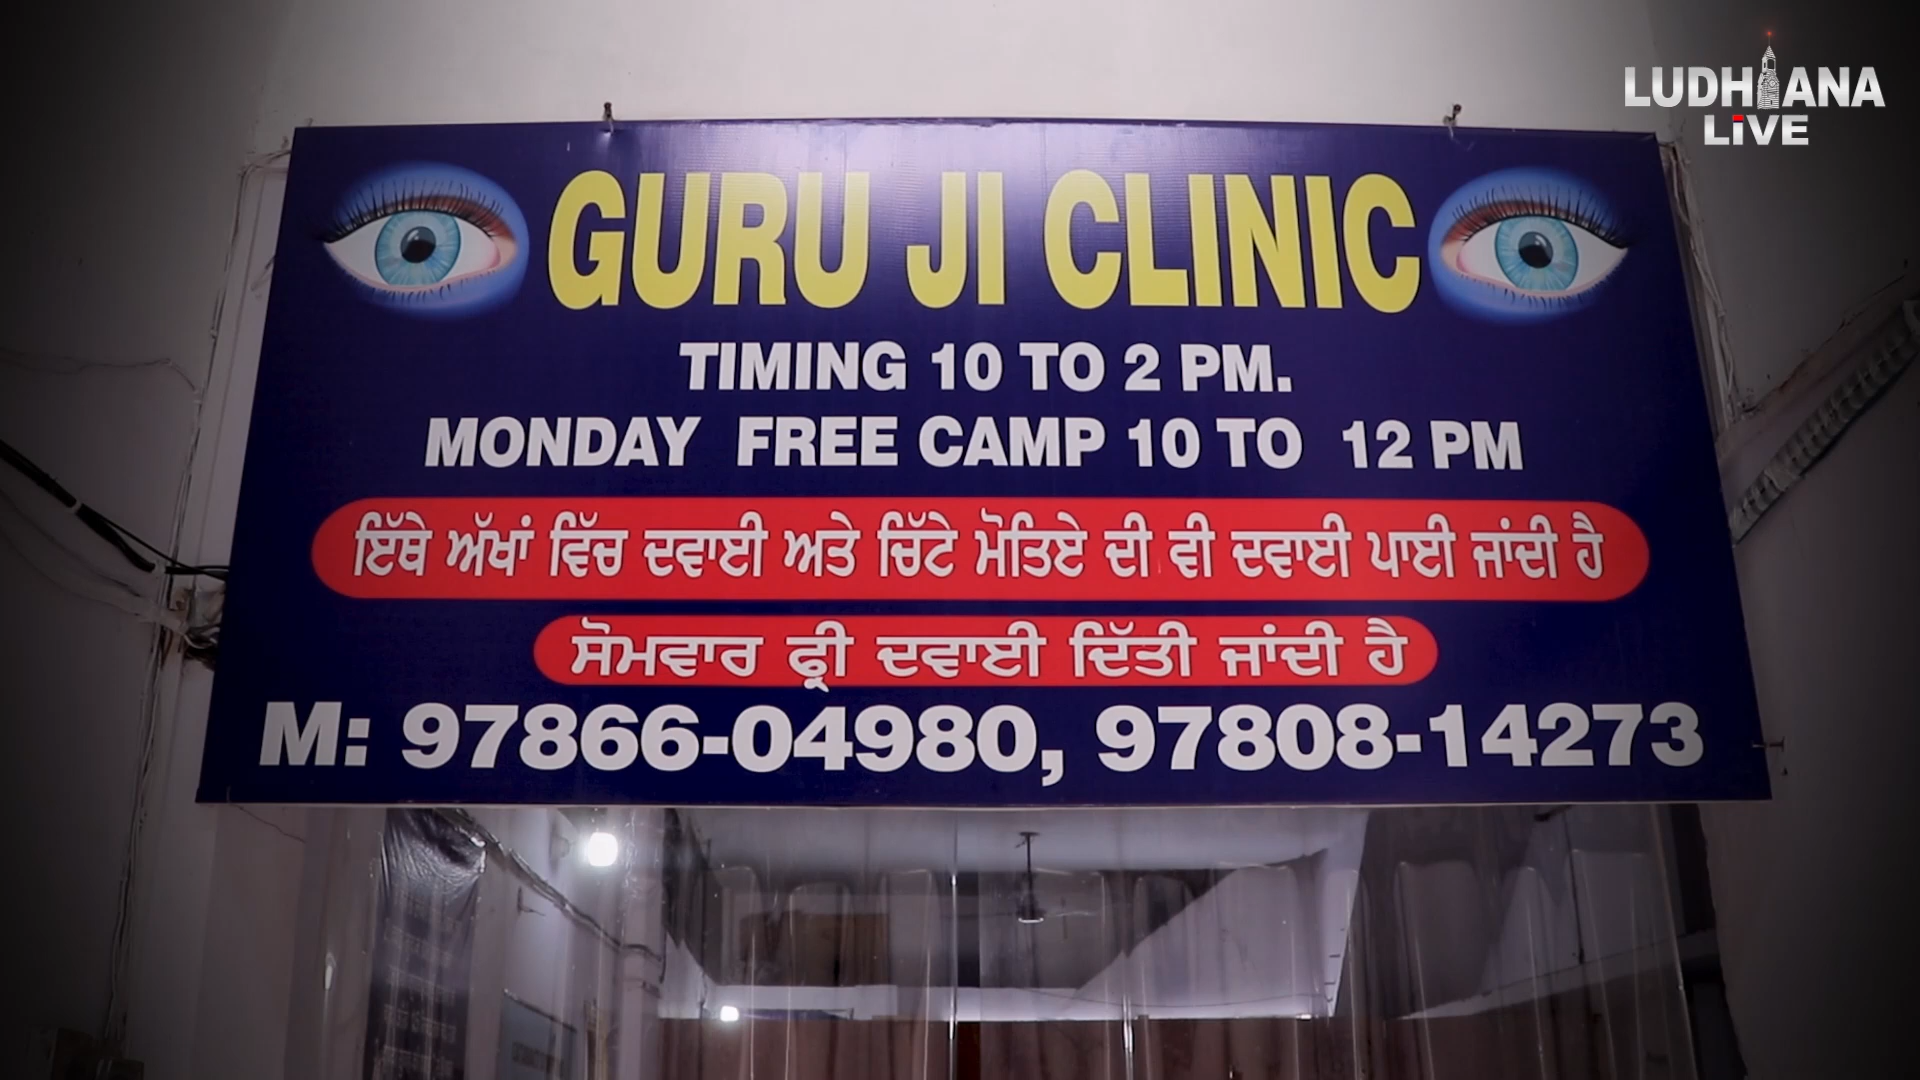 LUDHIANA
LiVE
GURU JI CLINIC
TIMING 10 TO 2 PM.
MONDAY FREE CAMP 10 TO 12 PM
ਇੱਥੇ ਅੱਖਾਂ ਵਿੱਚ ਦਵਾਈ ਅਤੇ ਚਿੱਟੇ ਮੋਤਿਏ ਦੀ ਵੀ ਦਵਾਈ ਪਾਈ ਜਾਂਦੀ ਹੈ
ਸੋਮਵਾਰ ਫ੍ਰੀ ਦਵਾਈ ਦਿੱਤੀ ਜਾਂਦੀ ਹੈ
M: 97866-04980, 97808-14273